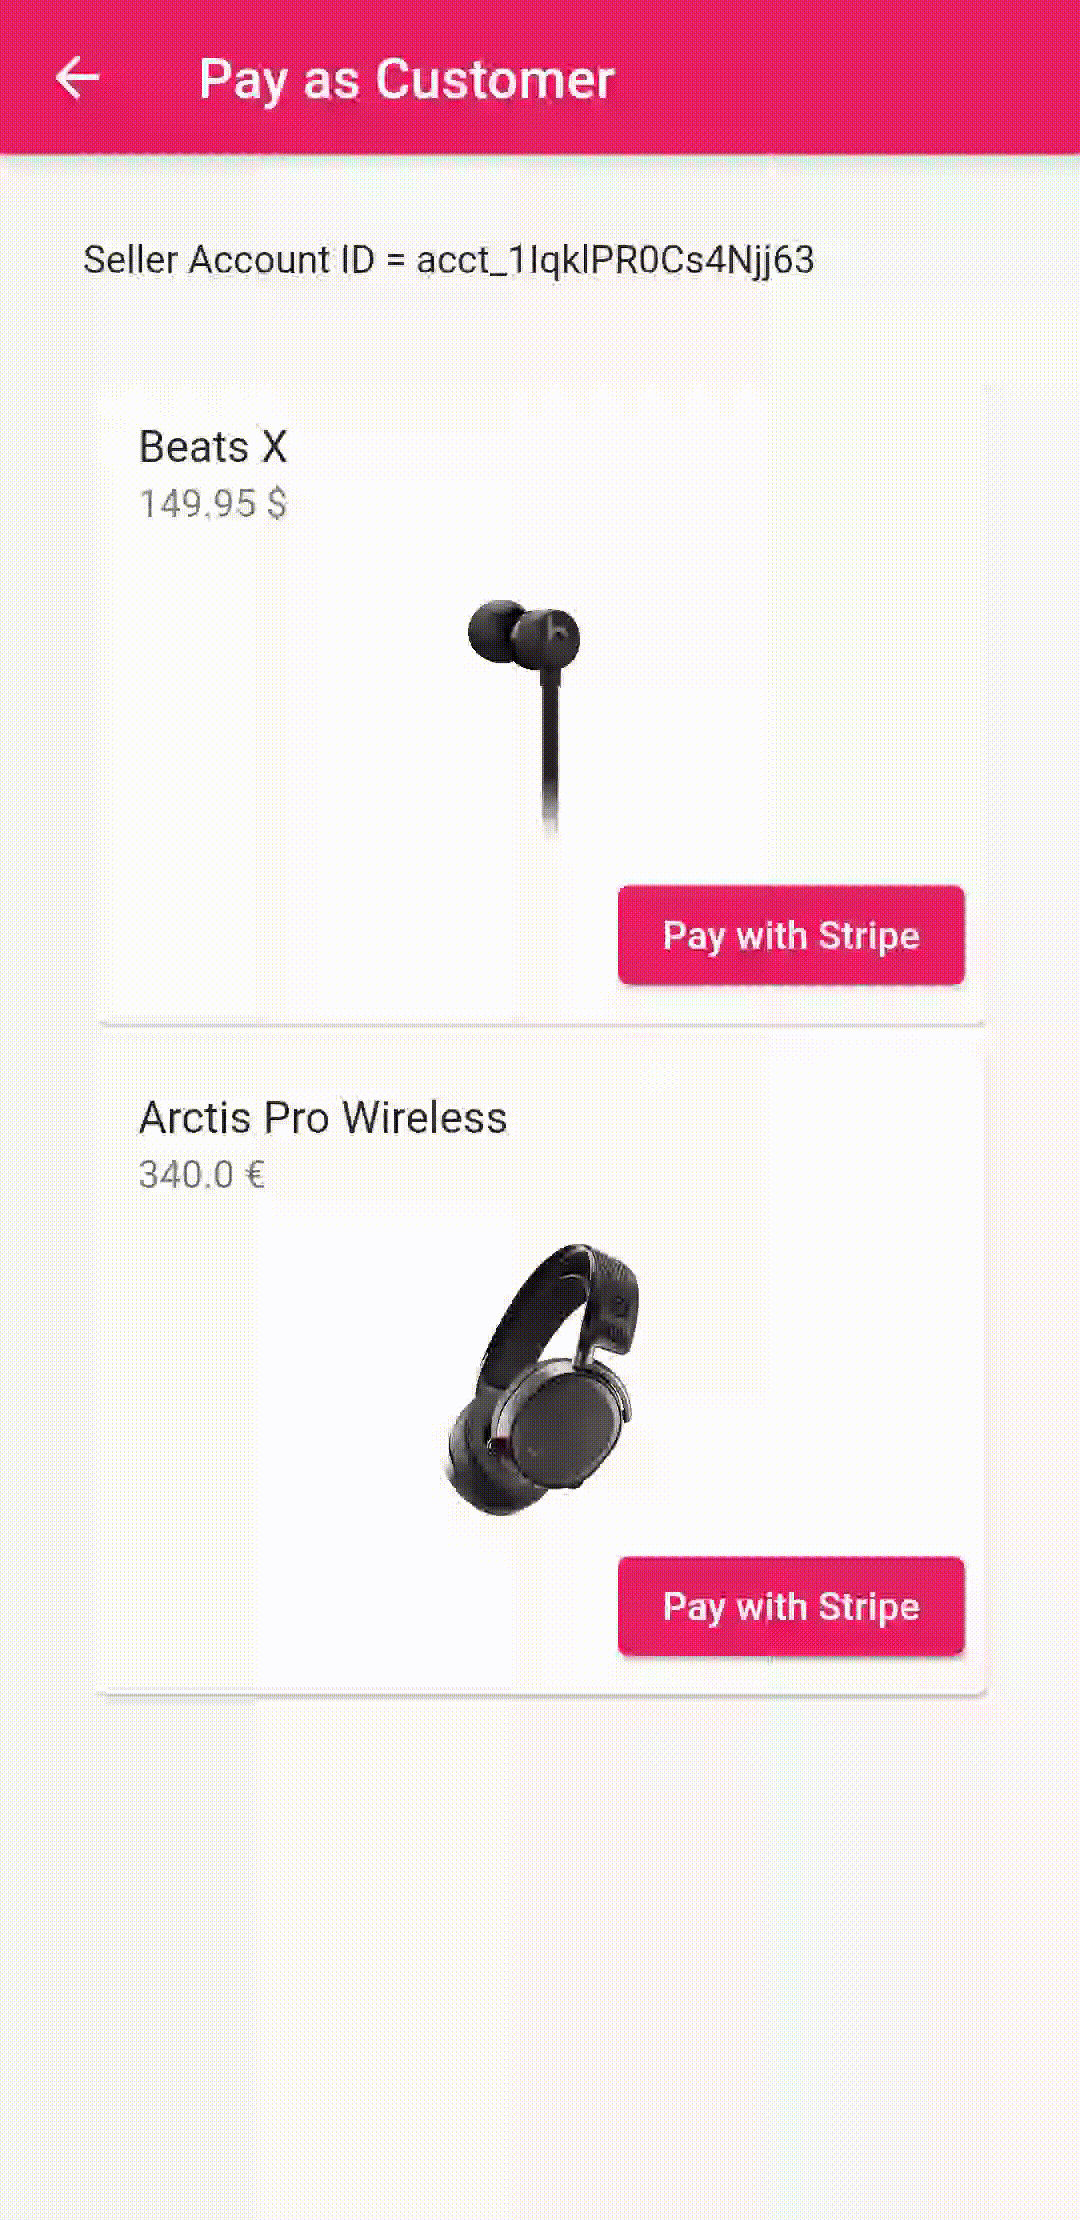 Pay as Customer
Seller Account ID = acct_1IqklPR0Cs4Njj63
Beats X
149.95 $
Pay with Stripe
Arctis Pro Wireless
340.0 €
Pay with Stripe